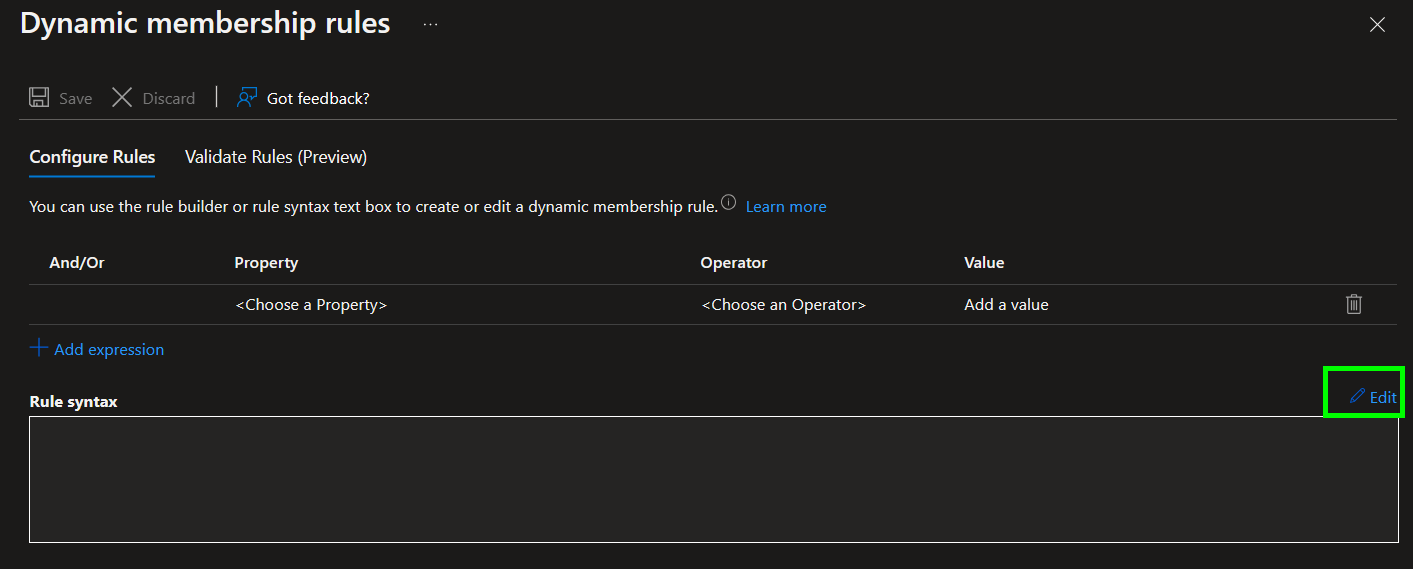 Dynamic membership rules ...
Save Discard | Got feedback?
Configure Rules Validate Rules (Preview)
You can use the rule builder or rule syntax text box to create or edit a dynamic membership rule. Learn more
And/Or Property Operator Value
<Choose a Property> <Choose an Operator> Add a value
Add expression
Edit
Rule syntax